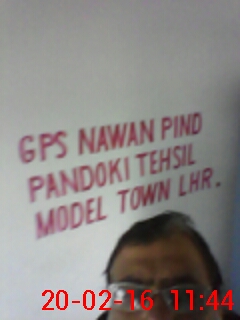 GPS NAWAN PIND
PANDOKI TEHSIL
MODEL TOWN LHR.
20-02-16 11:44